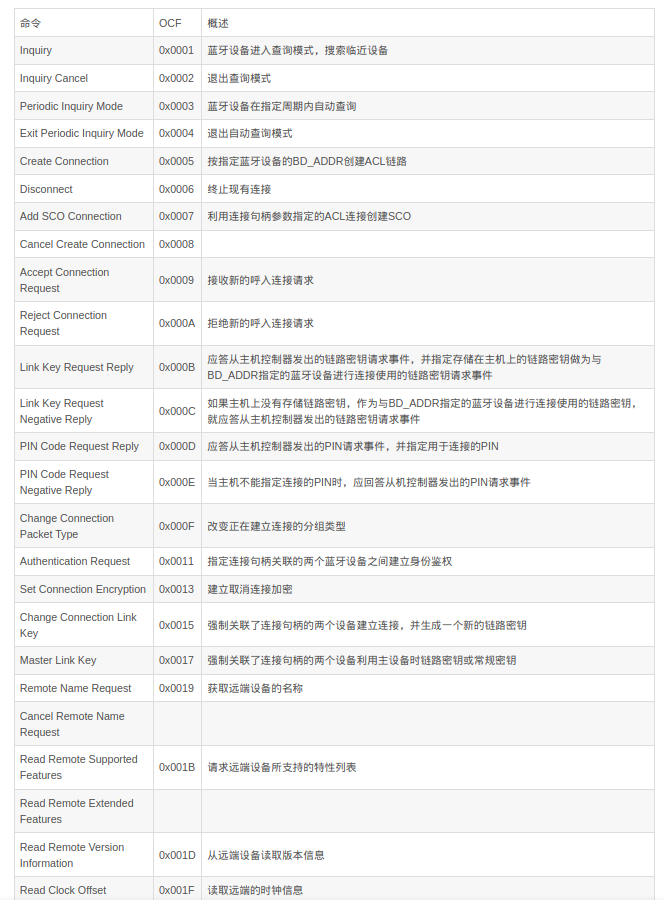 命令 OCF 概述
Inquiry 0x0001 蓝牙设备进入查询模式，搜索临近设备
Inquiry Cancel 0x0002 退出查询模式
Periodic Inquiry Mode 0x0003 蓝牙设备在指定周期内自动查询
Exit Periodic Inquiry Mode 0x0004 退出自动查询模式
Create Connection 0x0005 按指定蓝牙设备的BD_ADDR创建ACL链路
Disconnect 0x0006 终止现有连接
Add SCO Connection 0x0007 利用连接句柄参数指定的ACL连接创建SCO
Cancel Create Connection 0x0008
Accept Connection
Request 0x0009 接收新的呼入连接请求
Reject Connection
Request 0x000A 拒绝新的呼入连接请求
Link Key Request Reply 0x000B 应答从主机控制器发出的链路密钥请求事件，并指定存储在主机上的链路密钥做为与
BD_ADDR指定的蓝牙设备进行连接使用的链路密钥请求事件
Link Key Request
Negative Reply 0x000C 如果主机上没有存储链路密钥，作为与BD_ADDR指定的蓝牙设备进行连接使用的链路密钥，
就应答从主机控制器发出的链路密钥请求事件
PIN Code Request Reply 0x000D 应答从主机控制器发出的PIN请求事件，并指定用于连接的PIN
PIN Code Request
Negative Reply 0x000E 当主机不能指定连接的PIN时，应回答从机控制器发出的PIN请求事件
Change Connection
Packet Type 0x000F 改变正在建立连接的分组类型
Authentication Request 0x0011 指定连接句柄关联的两个蓝牙设备之间建立身份鉴权
Set Connection Encryption 0x0013 建立取消连接加密
Change Connection Link
Key 0x0015 强制关联了连接句柄的两个设备建立连接，并生成一个新的链路密钥
Master Link Key 0x0017 强制关联了连接句柄的两个设备利用主设备时链路密钥或常规密钥
Remote Name Request 0x0019 获取远端设备的名称
Cancel Remote Name
Request
Read Remote Supported
Features 0x001B 请求远端设备所支持的特性列表
Read Remote Extended
Features
Read Remote Version
Information 0x001D 从远端设备读取版本信息
Read Clock Offset 0x001F 读取远端的时钟信息